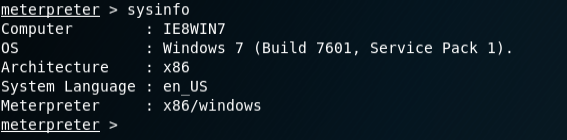 meterpreter > sysinfo
Computer        : IE8WIN7
OS              : Windows 7 (Build 7601, Service Pack 1).
Architecture    : x86
System Language : en_US
Meterpreter     : x86/windows
meterpreter >